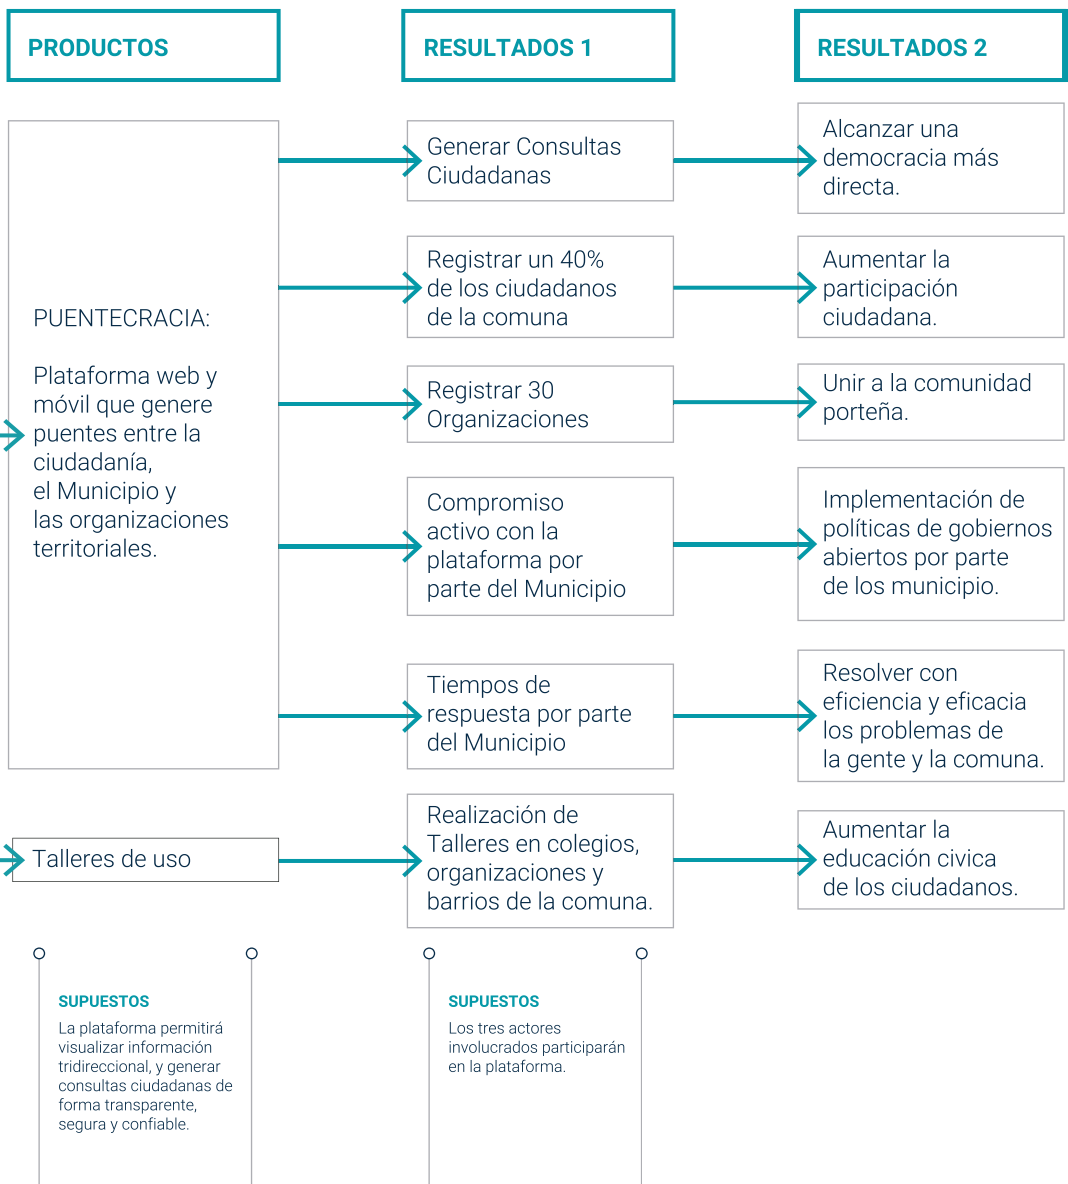 PRODUCTOS
RESULTADOS 1
RESULTADOS 2
PUENTECRACIA:
Plataforma web y
móvil que genere
puentes entre la
ciudadanía,
el Municipio y
las organizaciones
territoriales.
Generar Consultas
Ciudadanas
Alcanzar una
democracia más
directa.
Registrar un 40%
de los ciudadanos
de la comuna
Aumentar la
participación
ciudadana.
Registrar 30
Organizaciones
Unir a la comunidad
porteña.
Compromiso
activo con la
plataforma por
parte del Municipio
Implementación de
políticas de gobiernos
abiertos por parte
de los municipio.
Tiempos de
respuesta por parte
del Municipio
Resolver con
eficiencia y eficacia
los problemas de
la gente y la comuna.
Talleres de uso
Realización de
Talleres en colegios,
organizaciones y
barrios de la comuna.
Aumentar la
educación civica
de los ciudadanos.
SUPUESTOS
La plataforma permitirá
visualizar información
tridireccional, y generar
consultas ciudadanas de
forma transparente,
segura y confiable.
SUPUESTOS
Los tres actores
involucrados participarán
en la plataforma.